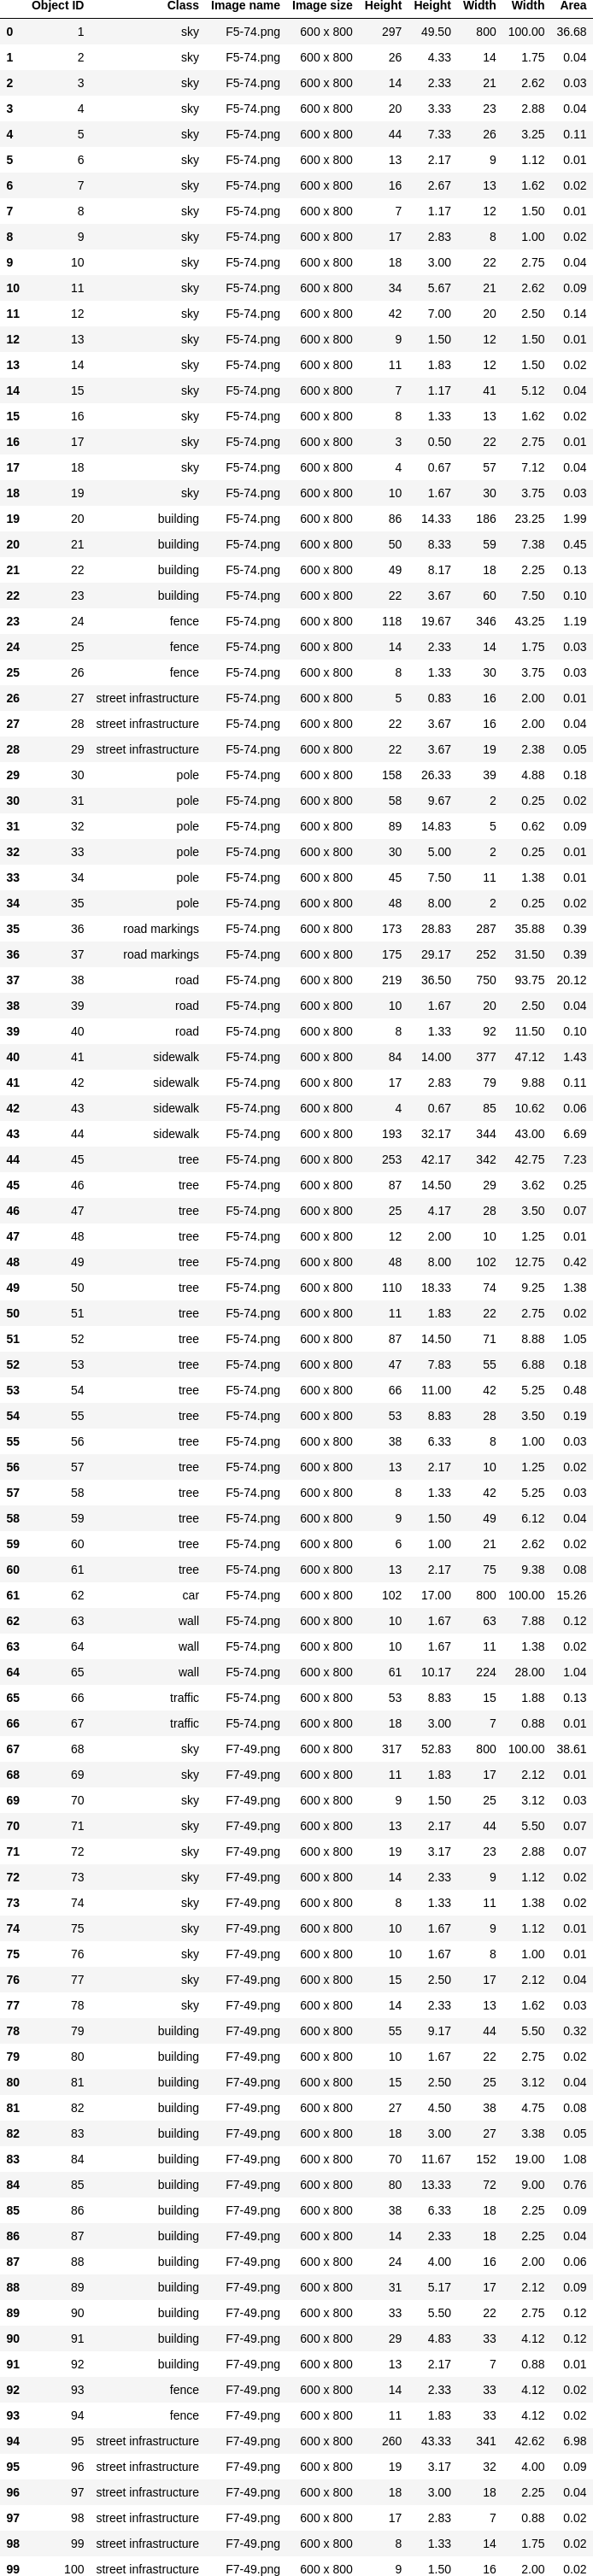 Object ID Class Image name Image size Height Height Width Width Area
0 1 sky F5-74.png 600 x 800 297 49.50 800 100.00 36.68
1 2 sky F5-74.png 600 x 800 26 4.33 14 1.75 0.04
2 3 sky F5-74.png 600 x 800 14 2.33 21 2.62 0.03
3 4 sky F5-74.png 600 x 800 20 3.33 23 2.88 0.04
4 5 sky F5-74.png 600 x 800 44 7.33 26 3.25 0.11
5 6 sky F5-74.png 600 x 800 13 2.17 9 1.12 0.01
6 7 sky F5-74.png 600 x 800 16 2.67 13 1.62 0.02
7 8 sky F5-74.png 600 x 800 7 1.17 12 1.50 0.01
8 9 sky F5-74.png 600 x 800 17 2.83 8 1.00 0.02
9 10 sky F5-74.png 600 x 800 18 3.00 22 2.75 0.04
10 11 sky F5-74.png 600 x 800 34 5.67 21 2.62 0.09
11 12 sky F5-74.png 600 x 800 42 7.00 20 2.50 0.14
12 13 sky F5-74.png 600 x 800 9 1.50 12 1.50 0.01
13 14 sky F5-74.png 600 x 800 11 1.83 12 1.50 0.02
14 15 sky F5-74.png 600 x 800 7 1.17 41 5.12 0.04
15 16 sky F5-74.png 600 x 800 8 1.33 13 1.62 0.02
16 17 sky F5-74.png 600 x 800 3 0.50 22 2.75 0.01
17 18 sky F5-74.png 600 x 800 4 0.67 57 7.12 0.04
18 19 sky F5-74.png 600 x 800 10 1.67 30 3.75 0.03
19 20 building F5-74.png 600 x 800 86 14.33 186 23.25 1.99
20 21 building F5-74.png 600 x 800 50 8.33 59 7.38 0.45
21 22 building F5-74.png 600 x 800 49 8.17 18 2.25 0.13
22 23 building F5-74.png 600 x 800 22 3.67 60 7.50 0.10
23 24 fence F5-74.png 600 x 800 118 19.67 346 43.25 1.19
24 25 fence F5-74.png 600 x 800 14 2.33 14 1.75 0.03
25 26 fence F5-74.png 600 x 800 8 1.33 30 3.75 0.03
26 27 street infrastructure F5-74.png 600 x 800 5 0.83 16 2.00 0.01
27 28 street infrastructure F5-74.png 600 x 800 22 3.67 16 2.00 0.04
28 29 street infrastructure F5-74.png 600 x 800 22 3.67 19 2.38 0.05
29 30 pole F5-74.png 600 x 800 158 26.33 39 4.88 0.18
30 31 pole F5-74.png 600 x 800 58 9.67 2 0.25 0.02
31 32 pole F5-74.png 600 x 800 89 14.83 5 0.62 0.09
32 33 pole F5-74.png 600 x 800 30 5.00 2 0.25 0.01
33 34 pole F5-74.png 600 x 800 45 7.50 11 1.38 0.01
34 35 pole F5-74.png 600 x 800 48 8.00 2 0.25 0.02
35 36 road markings F5-74.png 600 x 800 173 28.83 287 35.88 0.39
36 37 road markings F5-74.png 600 x 800 175 29.17 252 31.50 0.39
37 38 road F5-74.png 600 x 800 219 36.50 750 93.75 20.12
38 39 road F5-74.png 600 x 800 10 1.67 20 2.50 0.04
39 40 road F5-74.png 600 x 800 8 1.33 92 11.50 0.10
40 41 sidewalk F5-74.png 600 x 800 84 14.00 377 47.12 1.43
41 42 sidewalk F5-74.png 600 x 800 17 2.83 79 9.88 0.11
42 43 sidewalk F5-74.png 600 x 800 4 0.67 85 10.62 0.06
43 44 sidewalk F5-74.png 600 x 800 193 32.17 344 43.00 6.69
44 45 tree F5-74.png 600 x 800 253 42.17 342 42.75 7.23
45 46 tree F5-74.png 600 x 800 87 14.50 29 3.62 0.25
46 47 tree F5-74.png 600 x 800 25 4.17 28 3.50 0.07
47 48 tree F5-74.png 600 x 800 12 2.00 10 1.25 0.01
48 49 tree F5-74.png 600 x 800 48 8.00 102 12.75 0.42
49 50 tree F5-74.png 600 x 800 110 18.33 74 9.25 1.38
50 51 tree F5-74.png 600 x 800 11 1.83 22 2.75 0.02
51 52 tree F5-74.png 600 x 800 87 14.50 71 8.88 1.05
52 53 tree F5-74.png 600 x 800 47 7.83 55 6.88 0.18
53 54 tree F5-74.png 600 x 800 66 11.00 42 5.25 0.48
54 55 tree F5-74.png 600 x 800 53 8.83 28 3.50 0.19
55 56 tree F5-74.png 600 x 800 38 6.33 8 1.00 0.03
56 57 tree F5-74.png 600 x 800 13 2.17 10 1.25 0.02
57 58 tree F5-74.png 600 x 800 8 1.33 42 5.25 0.03
58 59 tree F5-74.png 600 x 800 9 1.50 49 6.12 0.04
59 60 tree F5-74.png 600 x 800 6 1.00 21 2.62 0.02
60 61 tree F5-74.png 600 x 800 13 2.17 75 9.38 0.08
61 62 car F5-74.png 600 x 800 102 17.00 800 100.00 15.26
62 63 wall F5-74.png 600 x 800 10 1.67 63 7.88 0.12
63 64 wall F5-74.png 600 x 800 10 1.67 11 1.38 0.02
64 65 wall F5-74.png 600 x 800 61 10.17 224 28.00 1.04
65 66 traffic F5-74.png 600 x 800 53 8.83 15 1.88 0.13
66 67 traffic F5-74.png 600 x 800 18 3.00 7 0.88 0.01
67 68 sky F7-49.png 600 x 800 317 52.83 800 100.00 38.61
68 69 sky F7-49.png 600 x 800 11 1.83 17 2.12 0.01
69 70 sky F7-49.png 600 x 800 9 1.50 25 3.12 0.03
70 71 sky F7-49.png 600 x 800 13 2.17 44 5.50 0.07
71 72 sky F7-49.png 600 x 800 19 3.17 23 2.88 0.07
72 73 sky F7-49.png 600 x 800 14 2.33 9 1.12 0.02
73 74 sky F7-49.png 600 x 800 8 1.33 11 1.38 0.02
74 75 sky F7-49.png 600 x 800 10 1.67 9 1.12 0.01
75 76 sky F7-49.png 600 x 800 10 1.67 8 1.00 0.01
76 77 sky F7-49.png 600 x 800 15 2.50 17 2.12 0.04
77 78 sky F7-49.png 600 x 800 14 2.33 13 1.62 0.03
78 79 building F7-49.png 600 x 800 55 9.17 44 5.50 0.32
79 80 building F7-49.png 600 x 800 10 1.67 22 2.75 0.02
80 81 building F7-49.png 600 x 800 15 2.50 25 3.12 0.04
81 82 building F7-49.png 600 x 800 27 4.50 38 4.75 0.08
82 83 building F7-49.png 600 x 800 18 3.00 27 3.38 0.05
83 84 building F7-49.png 600 x 800 70 11.67 152 19.00 1.08
84 85 building F7-49.png 600 x 800 80 13.33 72 9.00 0.76
85 86 building F7-49.png 600 x 800 38 6.33 18 2.25 0.09
86 87 building F7-49.png 600 x 800 14 2.33 18 2.25 0.04
87 88 building F7-49.png 600 x 800 24 4.00 16 2.00 0.06
88 89 building F7-49.png 600 x 800 31 5.17 17 2.12 0.09
89 90 building F7-49.png 600 x 800 33 5.50 22 2.75 0.12
90 91 building F7-49.png 600 x 800 29 4.83 33 4.12 0.12
91 92 building F7-49.png 600 x 800 13 2.17 7 0.88 0.01
92 93 fence F7-49.png 600 x 800 14 2.33 33 4.12 0.02
93 94 fence F7-49.png 600 x 800 11 1.83 33 4.12 0.02
94 95 street infrastructure F7-49.png 600 x 800 260 43.33 341 42.62 6.98
95 96 street infrastructure F7-49.png 600 x 800 19 3.17 32 4.00 0.09
96 97 street infrastructure F7-49.png 600 x 800 18 3.00 18 2.25 0.04
97 98 street infrastructure F7-49.png 600 x 800 17 2.83 7 0.88 0.02
98 99 street infrastructure F7-49.png 600 x 800 8 1.33 14 1.75 0.02
99 100 street infrastructure F7-49.png 600 x 800 9 1.50 16 2.00 0.02